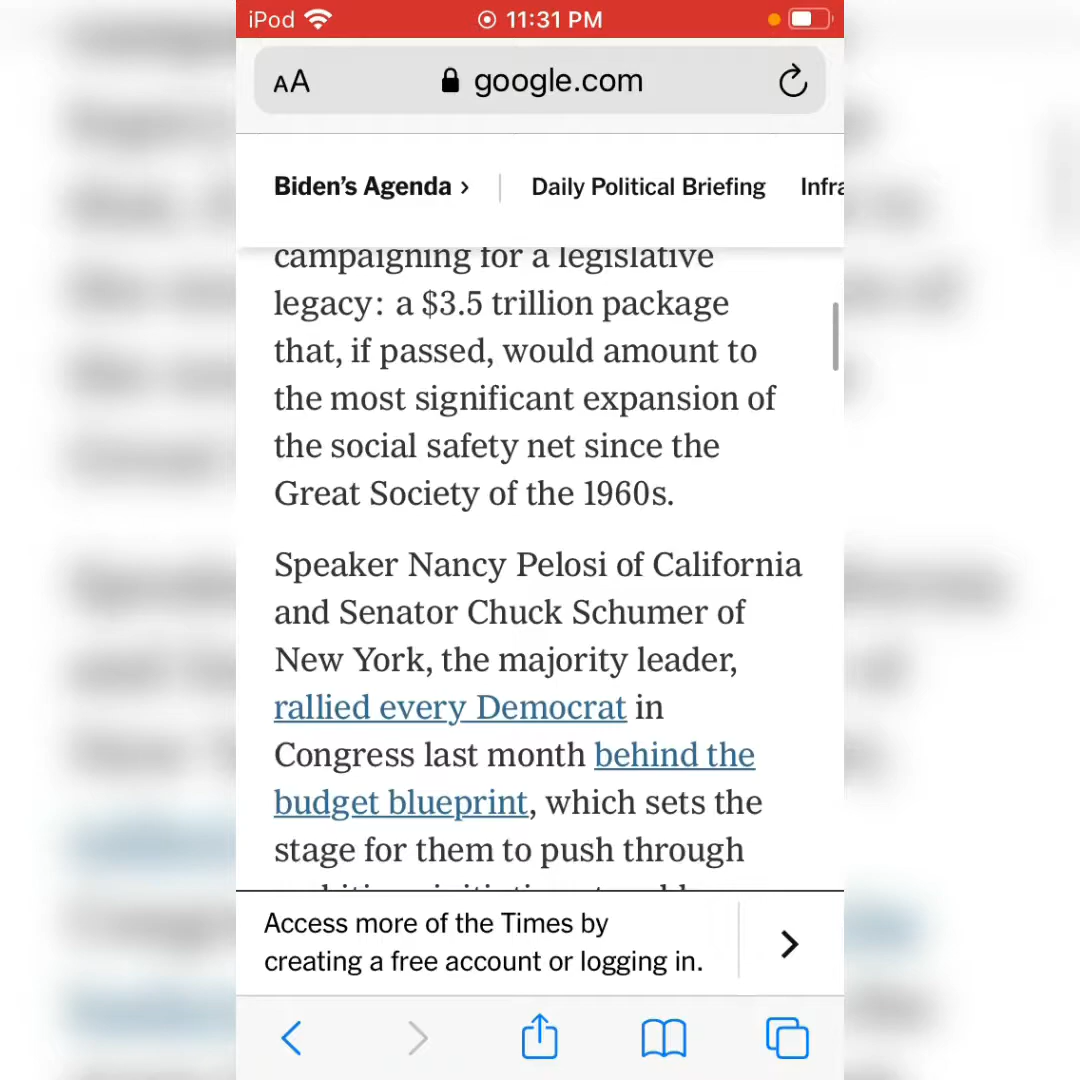 iPod 11:31 PM
AA google.com
Biden's Agenda › Daily Political Briefing Infra
campaigning for a legislative
legacy: a $3.5 trillion package
that, if passed, would amount to
the most significant expansion of
the social safety net since the
Great Society of the 1960s.
Speaker Nancy Pelosi of California
and Senator Chuck Schumer of
New York, the majority leader,
rallied every Democrat in
Congress last month behind the
budget blueprint, which sets the
stage for them to push through
Access more of the Times by
creating a free account or logging in.